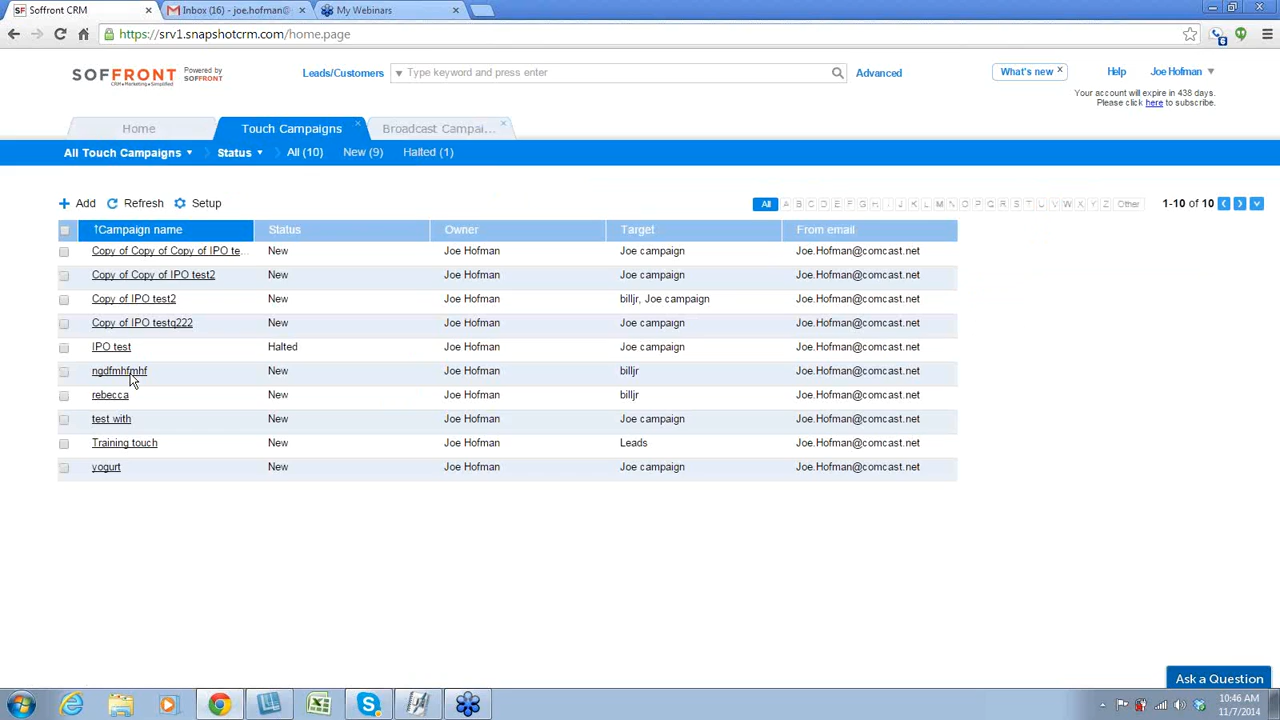 Soffront CRM
Inbox (16) - joe.hofman@
My Webinars
https://srv1.snapshotcrm.com/home.page
SOFFRONT
CRM+Marketing+Simplified
Powered by
SOFFRONT
Leads/Customers
Type keyword and press enter
Advanced
What's new x
Help
Joe Hofman
Your account will expire in 438 days.
Please click here to subscribe.
Home
Touch Campaigns
Broadcast Campai...
All Touch Campaigns
Status
All (10)
New (9)
Halted (1)
Add
Refresh
Setup
All A B C D E F G H I J K L M N O P Q R S T U V W X Y Z Other
1-10 of 10
↑Campaign name Status Owner Target From email
Copy of Copy of Copy of IPO te... New Joe Hofman Joe campaign Joe.Hofman@comcast.net
Copy of Copy of IPO test2 New Joe Hofman Joe campaign Joe.Hofman@comcast.net
Copy of IPO test2 New Joe Hofman billjr, Joe campaign Joe.Hofman@comcast.net
Copy of IPO testq222 New Joe Hofman Joe campaign Joe.Hofman@comcast.net
IPO test Halted Joe Hofman Joe campaign Joe.Hofman@comcast.net
ngdfmhfmhf New Joe Hofman billjr Joe.Hofman@comcast.net
rebecca New Joe Hofman billjr Joe.Hofman@comcast.net
test with New Joe Hofman Joe campaign Joe.Hofman@comcast.net
Training touch New Joe Hofman Leads Joe.Hofman@comcast.net
yogurt New Joe Hofman Joe campaign Joe.Hofman@comcast.net
Ask a Question
10:46 AM
11/7/2014